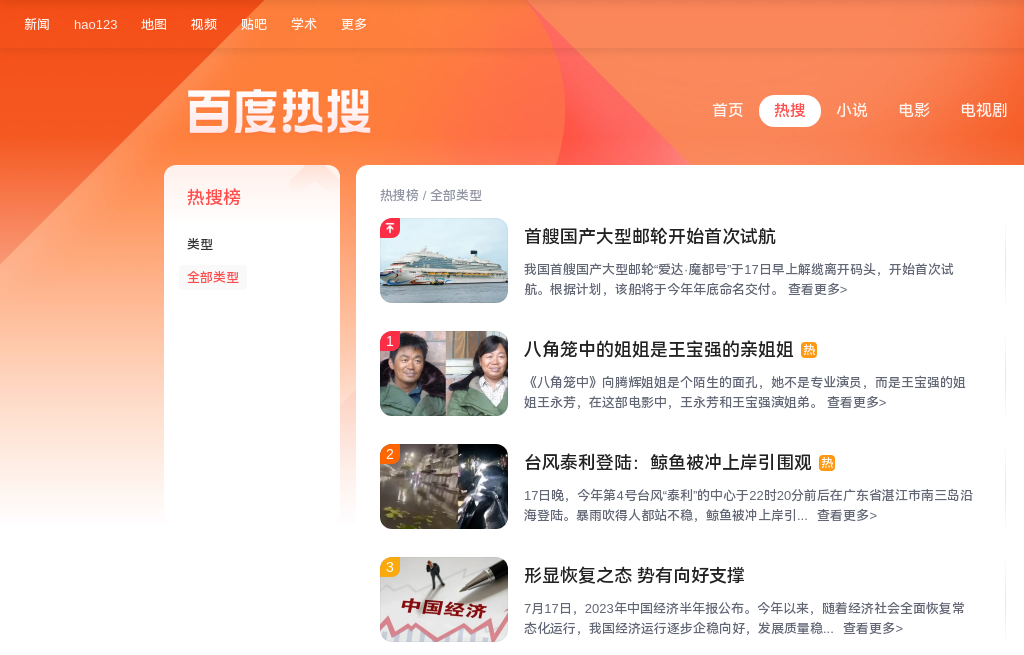 新闻 hao123 地图 视频 贴吧 学术 更多
百度热搜
首页 热搜 小说 电影 电视剧
热搜榜
类型
全部类型
热搜榜 / 全部类型
首艘国产大型邮轮开始首次试航
我国首艘国产大型邮轮“爱达·魔都号”于17日早上解缆离开码头，开始首次试
航。根据计划，该船将于今年年底命名交付。 查看更多>
1
八角笼中的姐姐是王宝强的亲姐姐 热
《八角笼中》向腾辉姐姐是个陌生的面孔，她不是专业演员，而是王宝强的姐
姐王永芳，在这部电影中，王永芳和王宝强演姐弟。 查看更多>
2
台风泰利登陆：鲸鱼被冲上岸引围观 热
17日晚，今年第4号台风“泰利”的中心于22时20分前后在广东省湛江市南三岛沿
海登陆。暴雨吹得人都站不稳，鲸鱼被冲上岸引... 查看更多>
3
中国经济
形显恢复之态 势有向好支撑
7月17日，2023年中国经济半年报公布。今年以来，随着经济社会全面恢复常
态化运行，我国经济运行逐步企稳向好，发展质量稳... 查看更多>